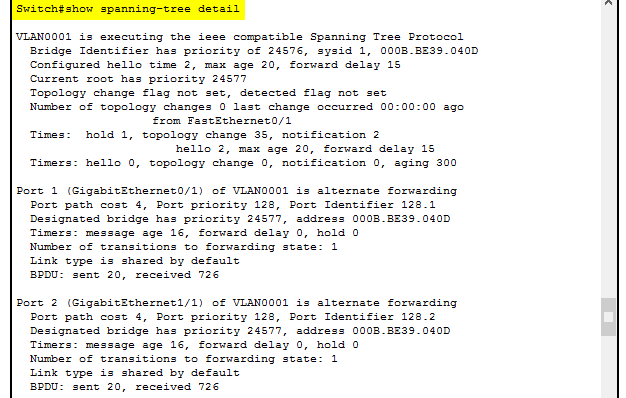 Switch#show spanning-tree detail
VLAN0001 is executing the ieee compatible Spanning Tree Protocol
Bridge Identifier has priority of 24576, sysid 1, 000B.BE39.040D
Configured hello time 2, max age 20, forward delay 15
Current root has priority 24577
Topology change flag not set, detected flag not set
Number of topology changes 0 last change occurred 00:00:00 ago
from FastEthernet0/1
Times: hold 1, topology change 35, notification 2
hello 2, max age 20, forward delay 15
Timers: hello 0, topology change 0, notification 0, aging 300
Port 1 (GigabitEthernet0/1) of VLAN0001 is alternate forwarding
Port path cost 4, Port priority 128, Port Identifier 128.1
Designated bridge has priority 24577, address 000B.BE39.040D
Timers: message age 16, forward delay 0, hold 0
Number of transitions to forwarding state: 1
Link type is shared by default
BPDU: sent 20, received 726
Port 2 (GigabitEthernet1/1) of VLAN0001 is alternate forwarding
Port path cost 4, Port priority 128, Port Identifier 128.2
Designated bridge has priority 24577, address 000B.BE39.040D
Timers: message age 16, forward delay 0, hold 0
Number of transitions to forwarding state: 1
Link type is shared by default
BPDU: sent 20, received 726